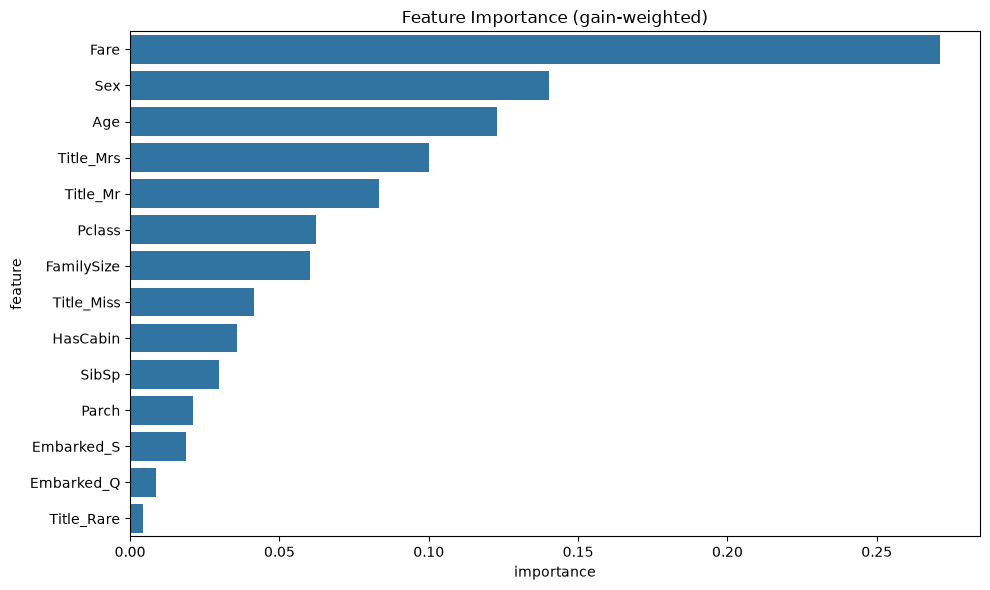 Feature Importance (gain-weighted)
Fare
Sex
Age
Title_Mrs
Title_Mr
Pclass
FamilySize
Title_Miss
HasCabin
SibSp
Parch
Embarked_S
Embarked_Q
Title_Rare
feature
0.00 0.05 0.10 0.15 0.20 0.25
importance